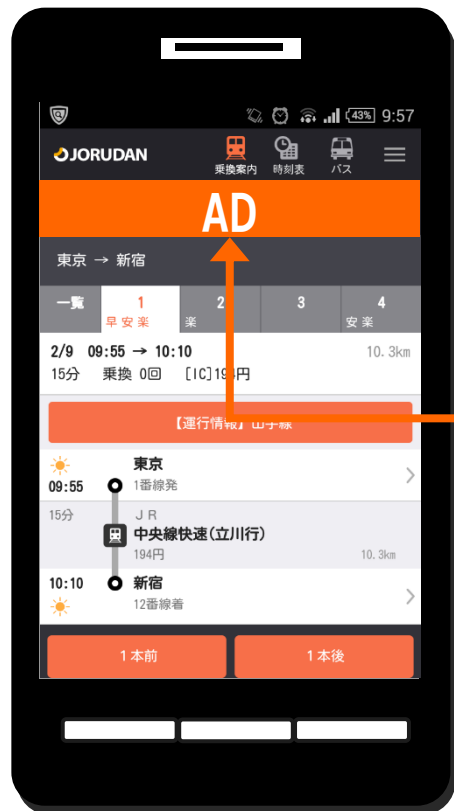 43% 9:57
JORUDAN
乗換案内 時刻表 バス
AD
東京 → 新宿
一覧 1 2 3 4
早安楽 楽 安楽
2/9 09:55 → 10:10 10.3km
15分 乗換 0回 [IC]194円
【運行情報】山手線
東京
09:55 1番線発
15分 JR
中央線快速(立川行)
194円 10.3km
10:10 新宿
12番線着
1本前 1本後